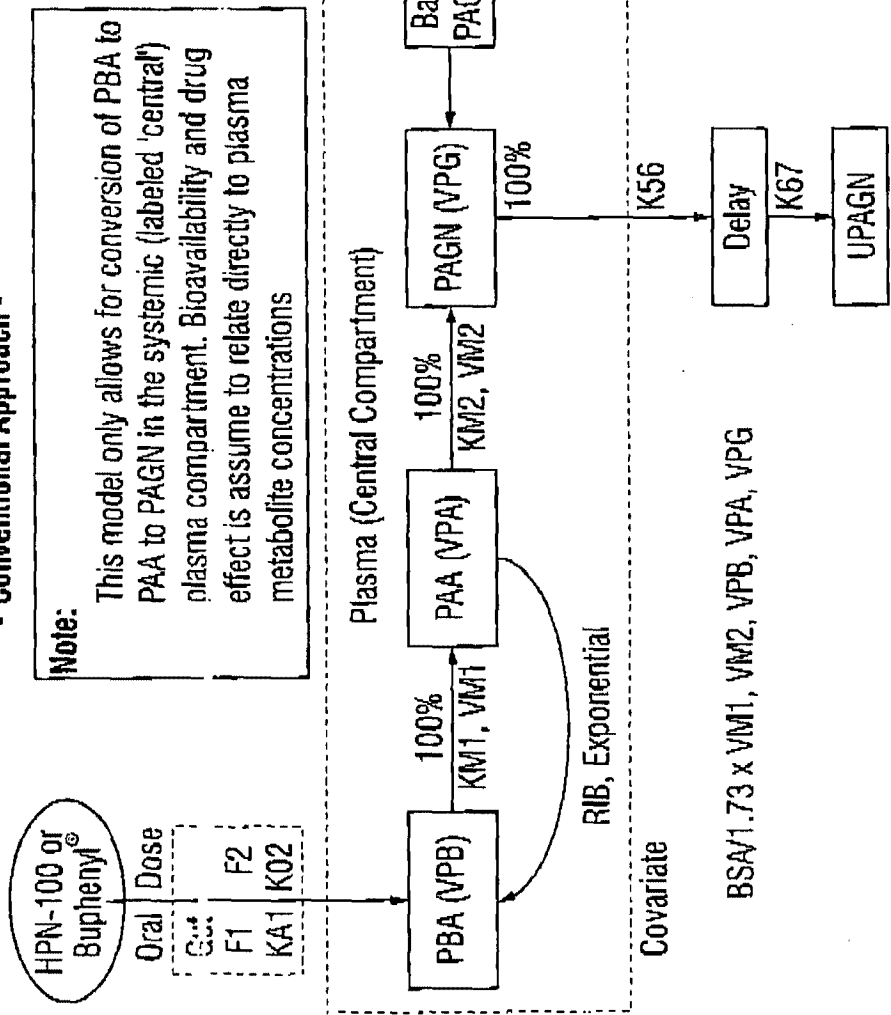 - Conventional Approach -
Note:
This model only allows for conversion of PBA to
PAA to PAGN in the systemic (labeled 'central')
plasma compartment. Bioavailability and drug
effect is assume to relate directly to plasma
metabolite concentrations
HPN-100 or
Buphenyl®
Oral Dose
Gut
F1 F2
KA1 K02
Plasma (Central Compartment)
PBA (VPB)
100%
KM1, VM1
PAA (VPA)
100%
KM2, VM2
PAGN (VPG)
Ba
PAG
RIB, Exponential
100%
K56
Delay
K67
UPAGN
Covariate
BSA/1.73 x VM1, VM2, VPB, VPA, VPG